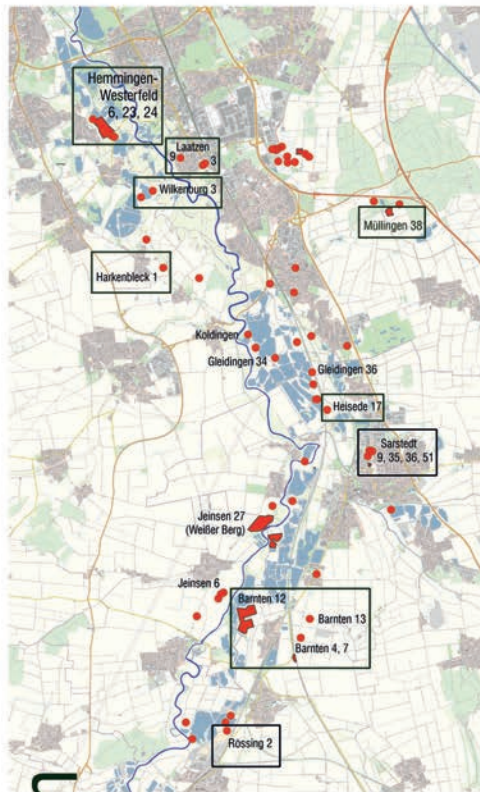 Hemmingen-
Westerfeld
6, 23, 24
Laatzen
9
3
Wilkenburg 3
Müllingen 38
Harkenbleck 1
Koldingen
Gleidingen 34
Gleidingen 36
Heisede 17
Sarstedt
9, 35, 36, 51
Jeinsen 27
(Weißer Berg)
Jeinsen 6
Barnten 12
Barnten 13
Barnten 4, 7
Rössing 2